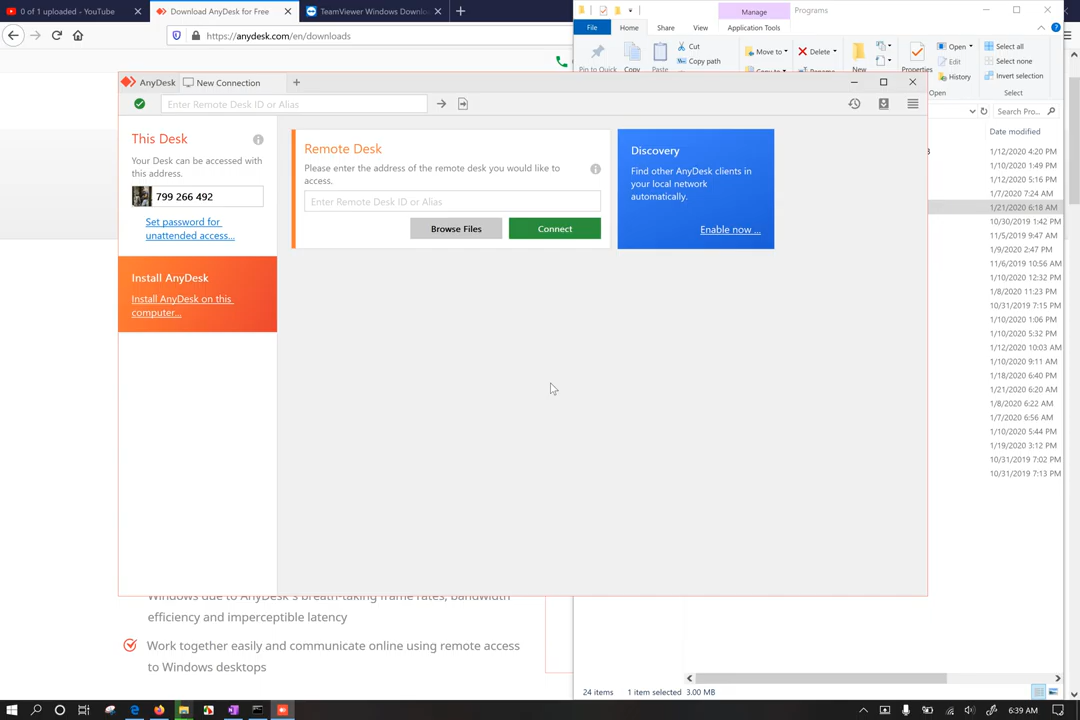 0 of 1 uploaded - YouTube
Download AnyDesk for Free
TeamViewer Windows Downlo
https://anydesk.com/en/downloads
Manage
Programs
File
Home
Share
View
Application Tools
Pin to Quick
Copy
Paste
Cut
Copy path
Move to
Delete
New
Properties
Open
Edit
History
Select all
Select none
Invert selection
Open
Select
Search Pro...
Date modified
1/12/2020 4:20 PM
1/10/2020 1:49 PM
1/12/2020 5:16 PM
1/7/2020 7:24 AM
1/21/2020 6:18 AM
10/30/2019 1:42 PM
11/5/2019 9:47 AM
1/9/2020 2:47 PM
11/6/2019 10:56 AM
1/10/2020 12:32 PM
1/8/2020 11:23 PM
10/31/2019 7:15 PM
1/10/2020 1:06 PM
1/10/2020 5:32 PM
1/12/2020 10:03 AM
1/10/2020 9:11 AM
1/18/2020 6:40 PM
1/21/2020 6:20 AM
1/8/2020 6:22 AM
1/7/2020 6:56 AM
1/10/2020 5:44 PM
1/19/2020 3:12 PM
10/31/2019 7:02 PM
10/31/2019 7:13 PM
AnyDesk
New Connection
Enter Remote Desk ID or Alias
This Desk
Your Desk can be accessed with
this address.
799 266 492
Set password for
unattended access...
Install AnyDesk
Install AnyDesk on this
computer...
Remote Desk
Please enter the address of the remote desk you would like to
access.
Enter Remote Desk ID or Alias
Browse Files
Connect
Discovery
Find other AnyDesk clients in
your local network
automatically.
Enable now ...
Windows due to AnyDesk's breath-taking frame rates, bandwidth
efficiency and imperceptible latency
Work together easily and communicate online using remote access
to Windows desktops
24 items
1 item selected 3.00 MB
6:39 AM